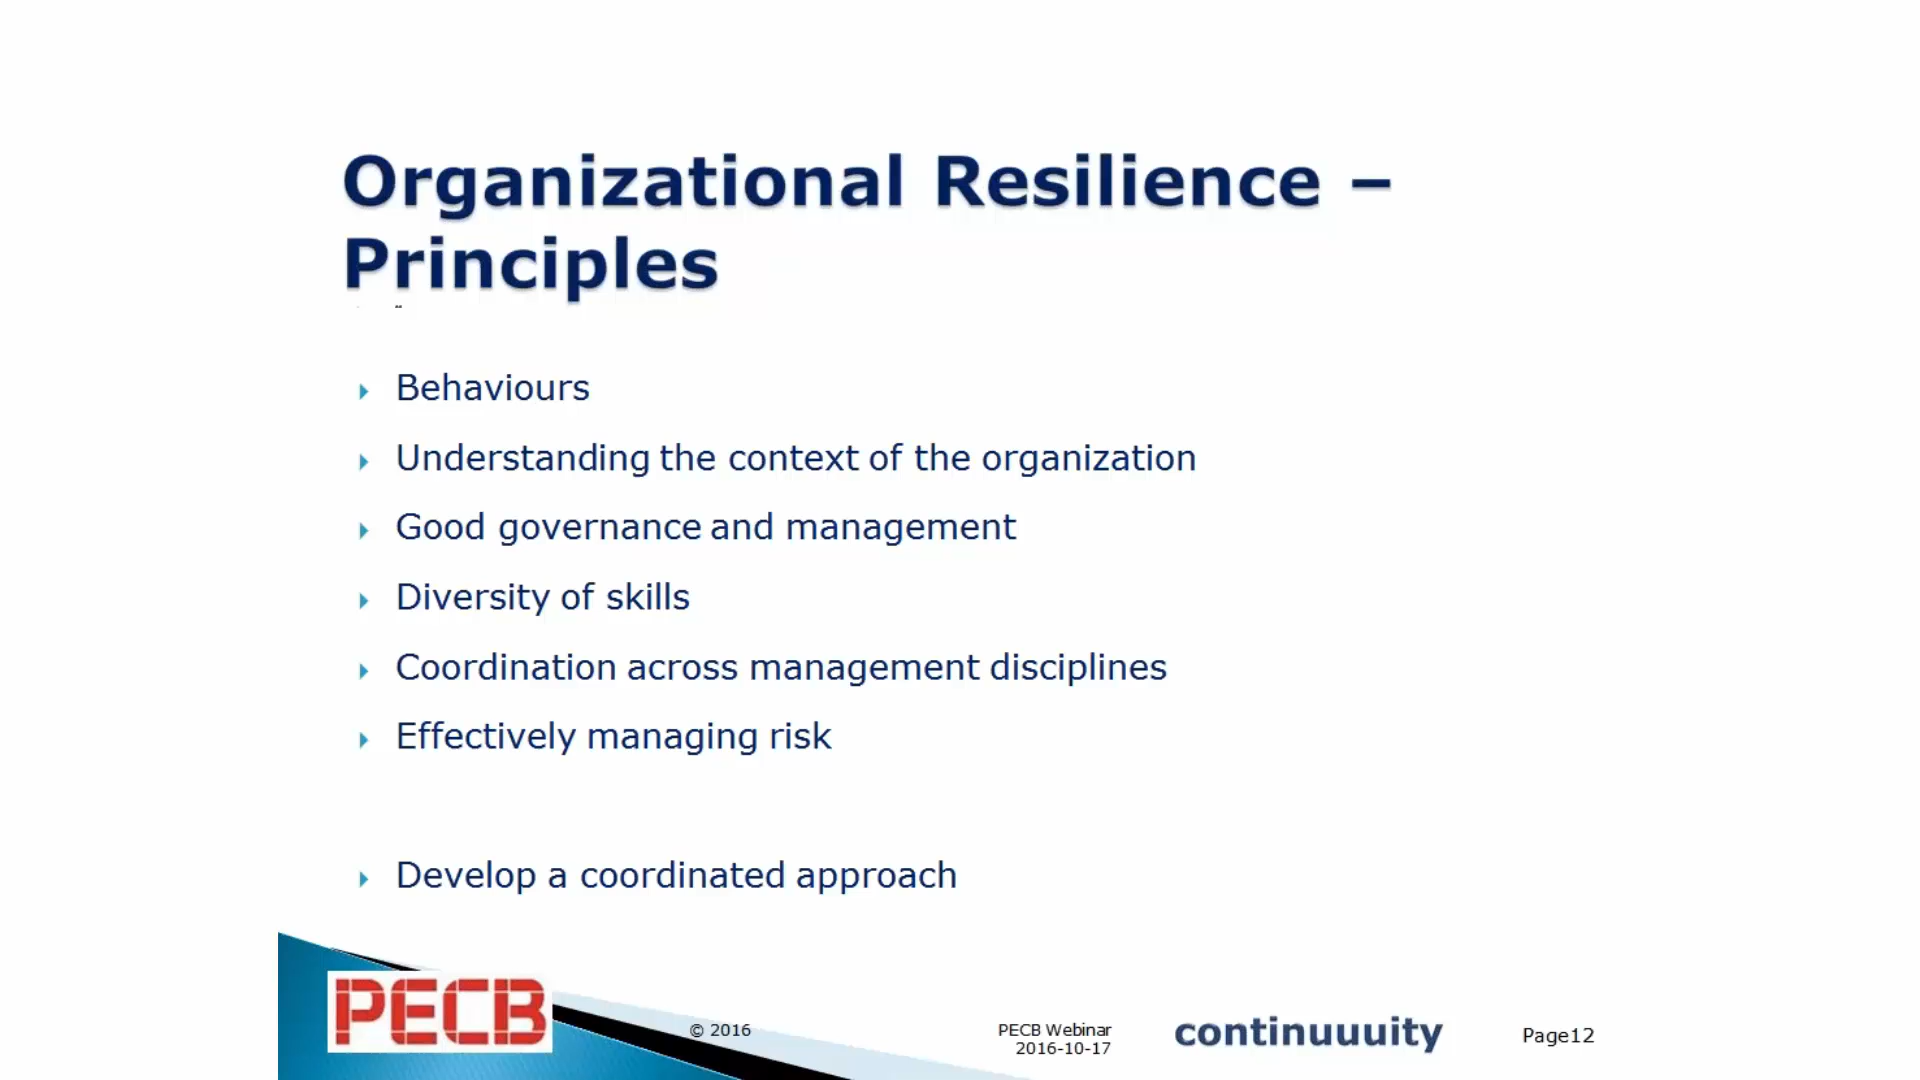 Organizational Resilience –
Principles
Behaviours
Understanding the context of the organization
Good governance and management
Diversity of skills
Coordination across management disciplines
Effectively managing risk
Develop a coordinated approach
PECB
© 2016
PECB Webinar
2016-10-17
continuuuity
Page12